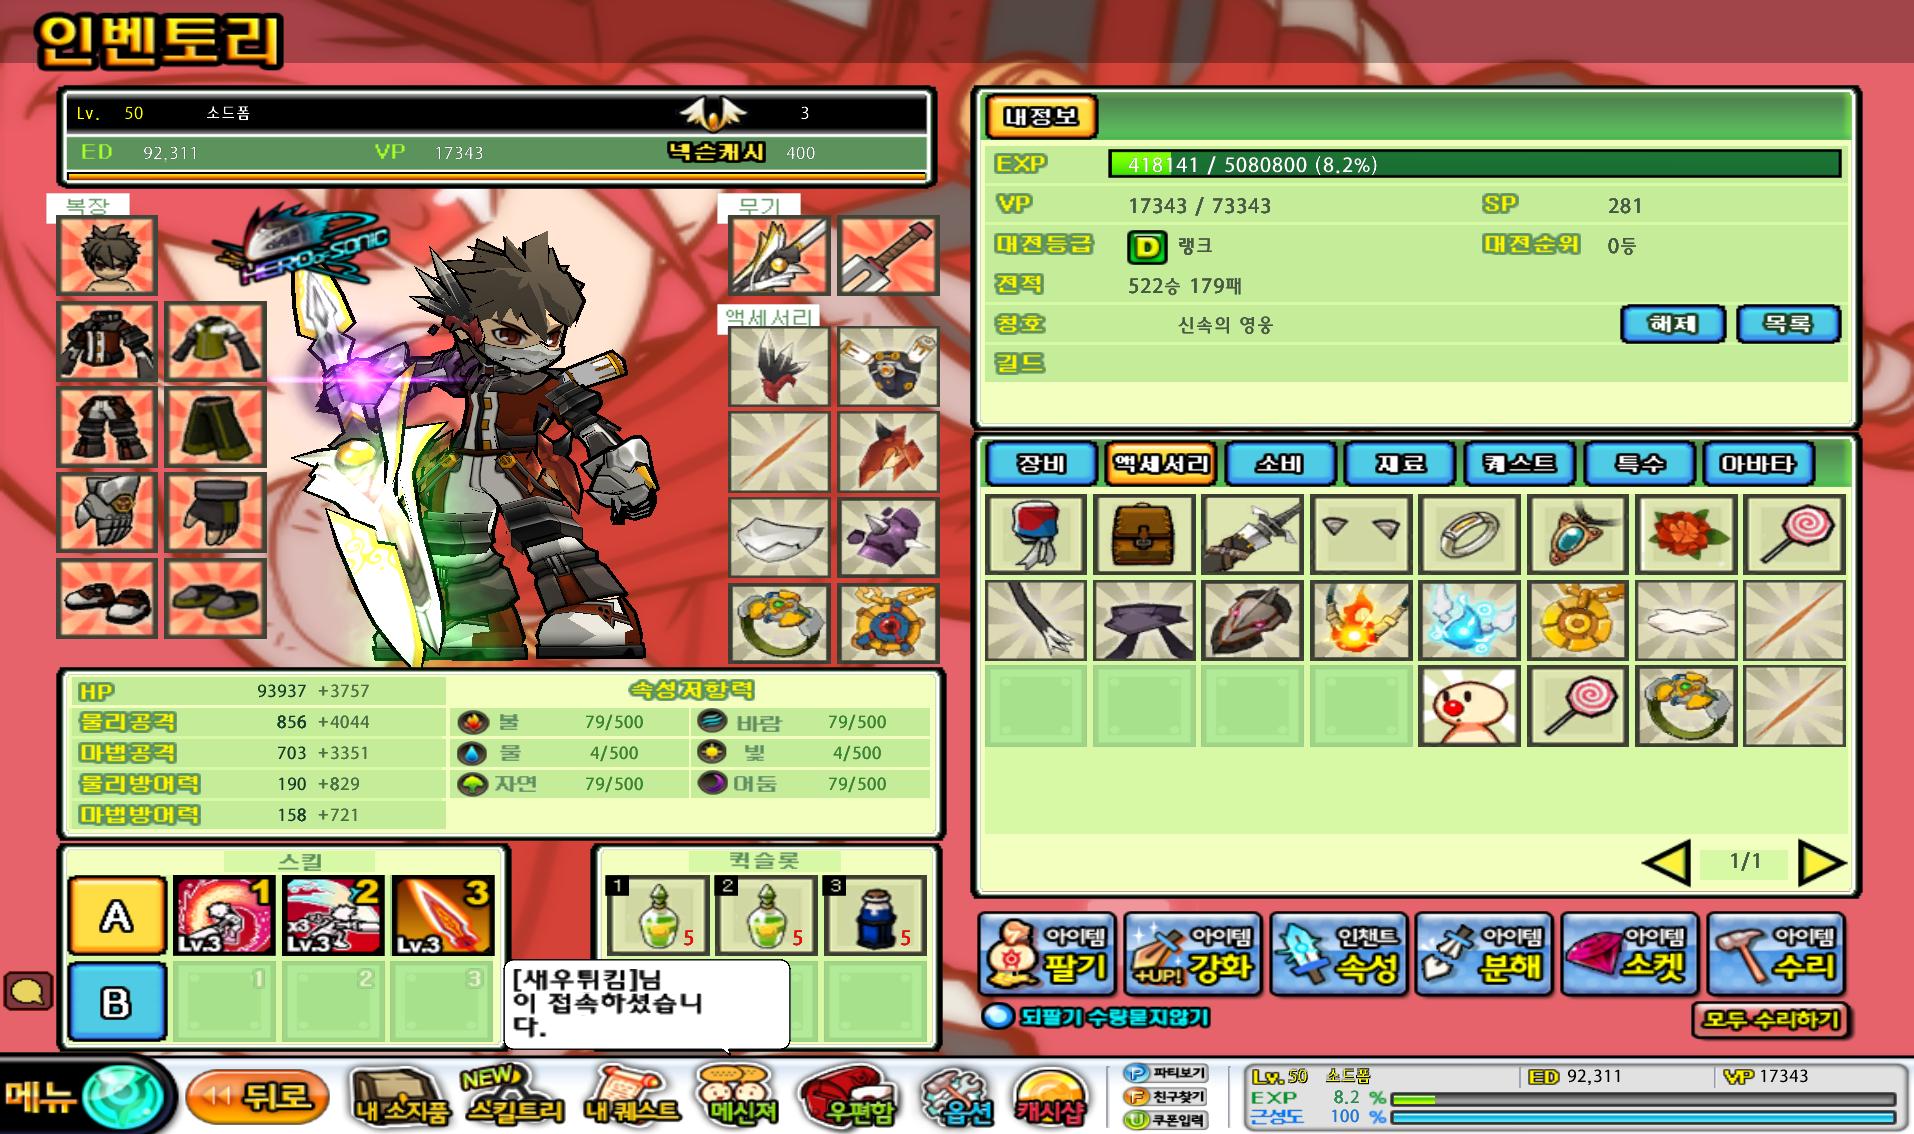 인벤토리
Lv. 50 소드폼 3
ED 92,311 VP 17343 넥슨캐시 400
복장
HERO of SONIC
무기
액세서리
HP 93937 +3757
물리공격 856 +4044
마법공격 703 +3351
물리방어력 190 +829
마법방어력 158 +721
속성저항력
불 79/500 바람 79/500
물 4/500 빛 4/500
자연 79/500 어둠 79/500
스킬
A 1 Lv.3 2 x3 Lv.3 3 Lv.3
B 1 2 3
퀵슬롯
1 5 2 5 3 5
[새우튀김]님
이 접속하셨습니
다.
내정보
EXP 418141 / 5080800 (8.2%)
VP 17343 / 73343 SP 281
대전등급 D 랭크 대전순위 0등
전적 522승 179패
칭호 신속의 영웅 해제 목록
길드
장비 액세서리 소비 재료 퀘스트 특수 아바타
1/1
아이템 팔기
+UP! 아이템 강화
인챈트 속성
아이템 분해
아이템 소켓
아이템 수리
되팔기 수량묻지않기
모두 수리하기
메뉴 뒤로 내 소지품 NEW 스킬트리 내 퀘스트 메신져 우편함 옵션 캐시샵
P 파티보기
F 친구찾기
U 쿠폰입력
Lv.50 소드폼 ED 92,311 VP 17343
EXP 8.2 %
근성도 100 %